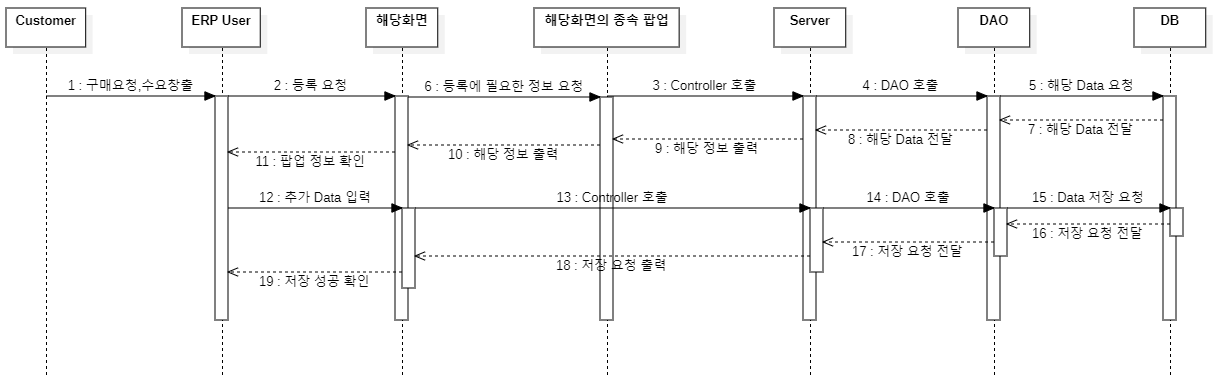 Customer
ERP User
해당화면
해당화면의 종속 팝업
Server
DAO
DB
1 : 구매요청,수요창출
2 : 등록 요청
6 : 등록에 필요한 정보 요청
3 : Controller 호출
4 : DAO 호출
5 : 해당 Data 요청
7 : 해당 Data 전달
8 : 해당 Data 전달
9 : 해당 정보 출력
10 : 해당 정보 출력
11 : 팝업 정보 확인
12 : 추가 Data 입력
13 : Controller 호출
14 : DAO 호출
15 : Data 저장 요청
16 : 저장 요청 전달
17 : 저장 요청 전달
18 : 저장 요청 출력
19 : 저장 성공 확인